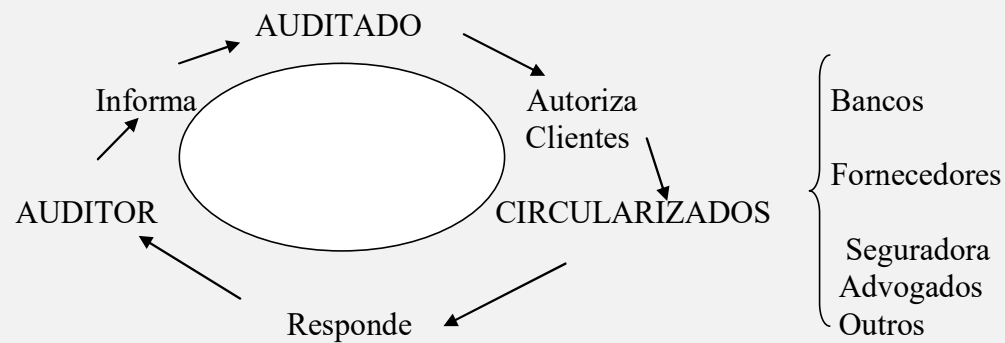 AUDITADO
Informa
Autoriza
Clientes
AUDITOR
CIRCULARIZADOS
Responde
Bancos
Fornecedores
Seguradora
Advogados
Outros